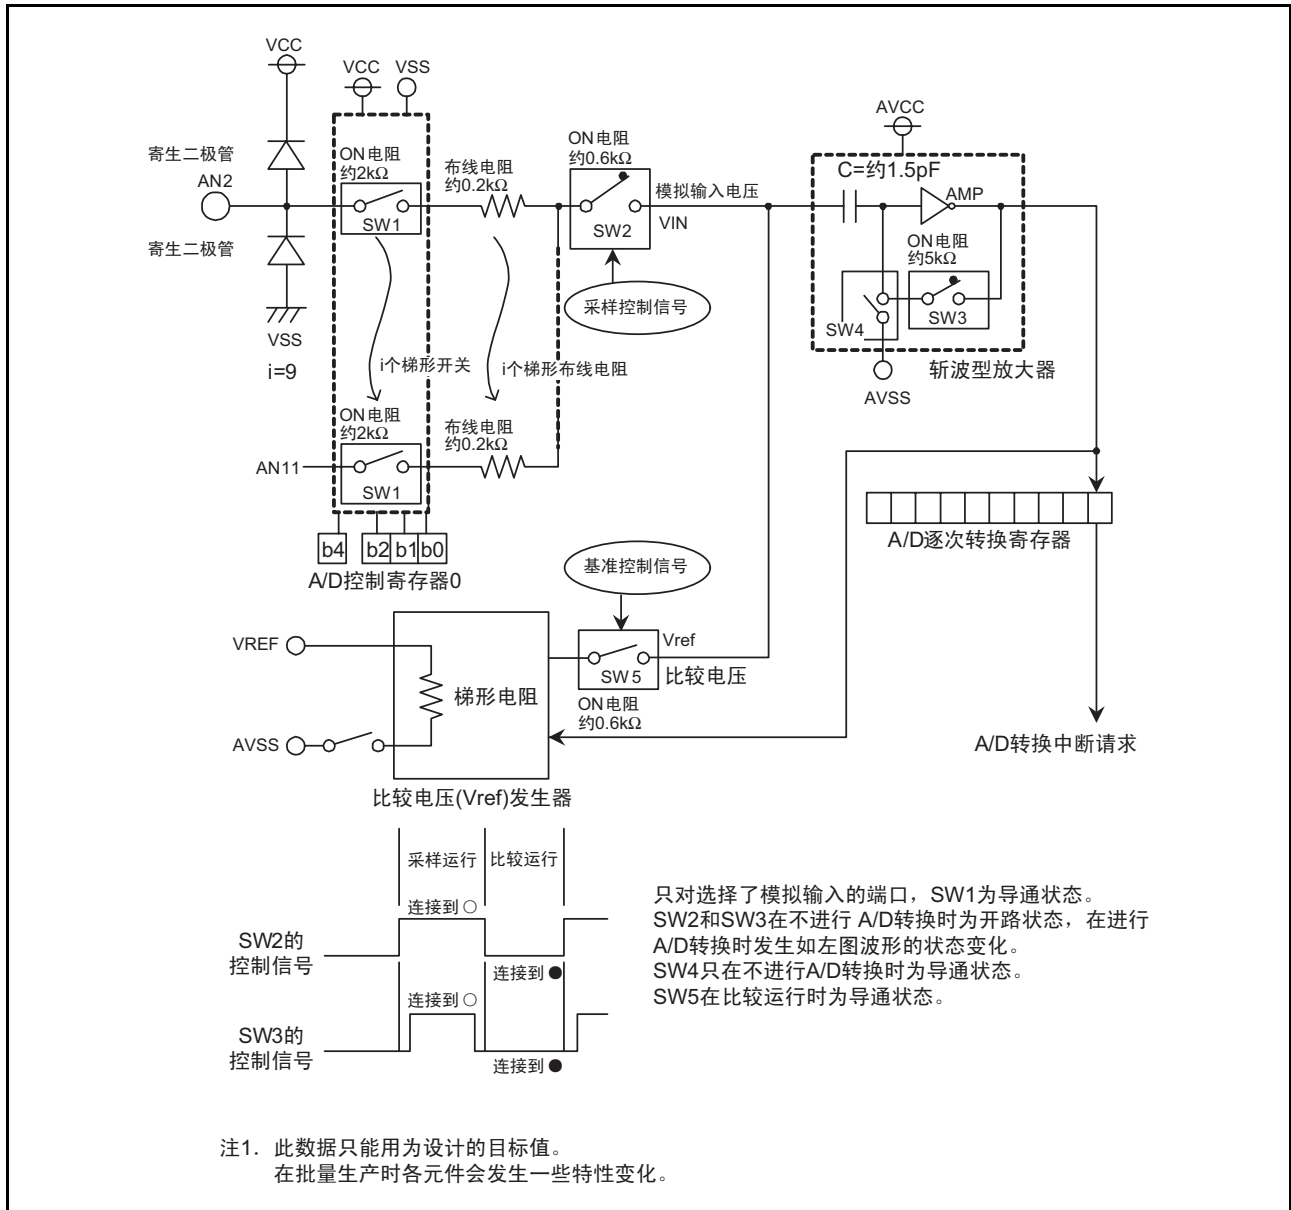 VCC
VCC VSS
AVCC
寄生二极管
AN2
寄生二极管
VSS
i=9
ON电阻
约2kΩ
SW1
布线电阻
约0.2kΩ
ON电阻
约0.6kΩ
SW2
模拟输入电压
VIN
采样控制信号
C=约1.5pF
AMP
ON电阻
约5kΩ
SW3
SW4
AVSS
斩波型放大器
i个梯形开关
i个梯形布线电阻
ON电阻
约2kΩ
AN11
SW1
布线电阻
约0.2kΩ
b4 b2 b1 b0
A/D控制寄存器0
A/D逐次转换寄存器
基准控制信号
VREF
AVSS
梯形电阻
SW5
Vref
比较电压
ON电阻
约0.6kΩ
A/D转换中断请求
比较电压(Vref)发生器
采样运行 比较运行
连接到○
SW2的
控制信号
连接到●
连接到○
SW3的
控制信号
连接到●
只对选择了模拟输入的端口，SW1为导通状态。
SW2和SW3在不进行 A/D转换时为开路状态，在进行
A/D转换时发生如左图波形的状态变化。
SW4只在不进行A/D转换时为导通状态。
SW5在比较运行时为导通状态。
注1. 此数据只能用为设计的目标值。
在批量生产时各元件会发生一些特性变化。